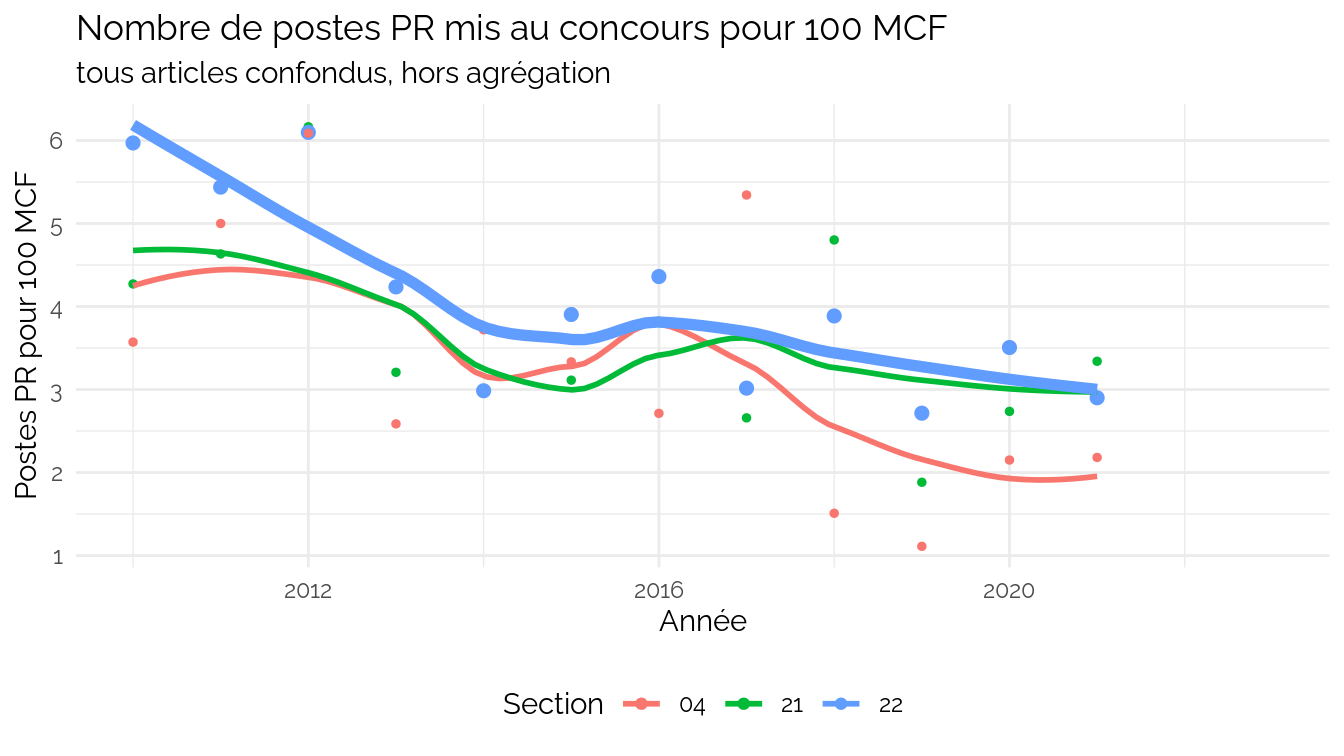 Nombre de postes PR mis au concours pour 100 MCF
tous articles confondus, hors agrégation
Postes PR pour 100 MCF
6
5
4
3
2
1
2012 2016 2020
Année
Section 04 21 22